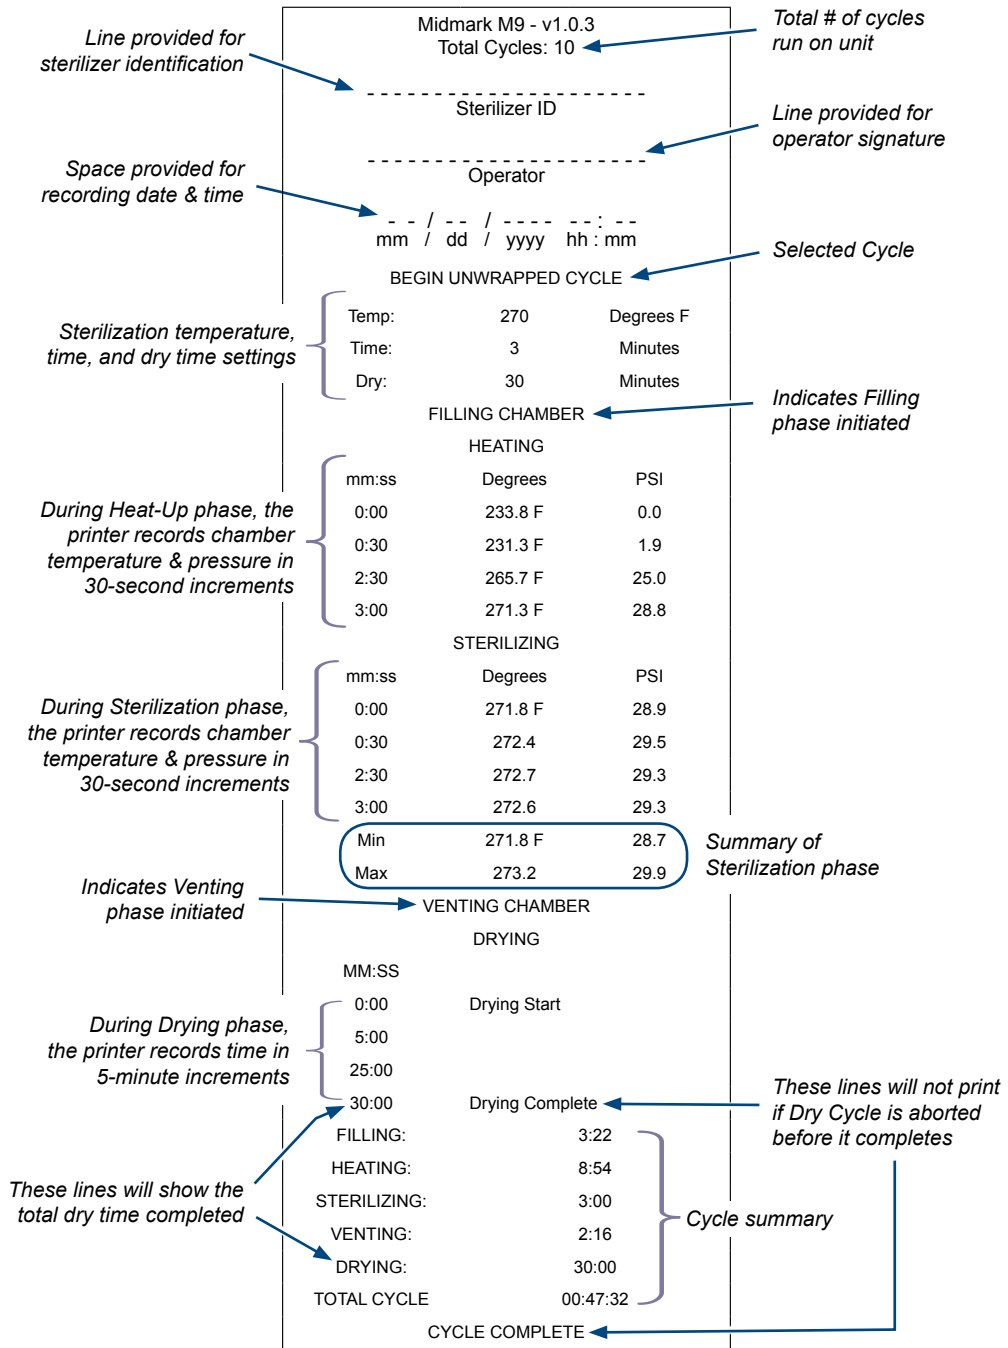 Midmark M9 - v1.0.3
Total Cycles: 10
Total # of cycles
run on unit
Line provided for
sterilizer identification
- - - - - - - - - - - - - - - - - - - - -
Sterilizer ID
Line provided for
operator signature
- - - - - - - - - - - - - - - - - - - - -
Operator
Space provided for
recording date & time
- - / - - / - - - - - - : - -
mm / dd / yyyy hh : mm
Selected Cycle
BEGIN UNWRAPPED CYCLE
Sterilization temperature,
time, and dry time settings
Temp: 270 Degrees F
Time: 3 Minutes
Dry: 30 Minutes
Indicates Filling
phase initiated
FILLING CHAMBER
HEATING
mm:ss Degrees PSI
During Heat-Up phase, the
printer records chamber
temperature & pressure in
30-second increments
0:00 233.8 F 0.0
0:30 231.3 F 1.9
2:30 265.7 F 25.0
3:00 271.3 F 28.8
STERILIZING
mm:ss Degrees PSI
During Sterilization phase,
the printer records chamber
temperature & pressure in
30-second increments
0:00 271.8 F 28.9
0:30 272.4 29.5
2:30 272.7 29.3
3:00 272.6 29.3
Min 271.8 F 28.7
Max 273.2 29.9
Summary of
Sterilization phase
Indicates Venting
phase initiated
VENTING CHAMBER
DRYING
MM:SS
During Drying phase,
the printer records time in
5-minute increments
0:00 Drying Start
5:00
25:00
30:00 Drying Complete
These lines will not print
if Dry Cycle is aborted
before it completes
These lines will show the
total dry time completed
FILLING: 3:22
HEATING: 8:54
STERILIZING: 3:00
VENTING: 2:16
DRYING: 30:00
TOTAL CYCLE 00:47:32
Cycle summary
CYCLE COMPLETE